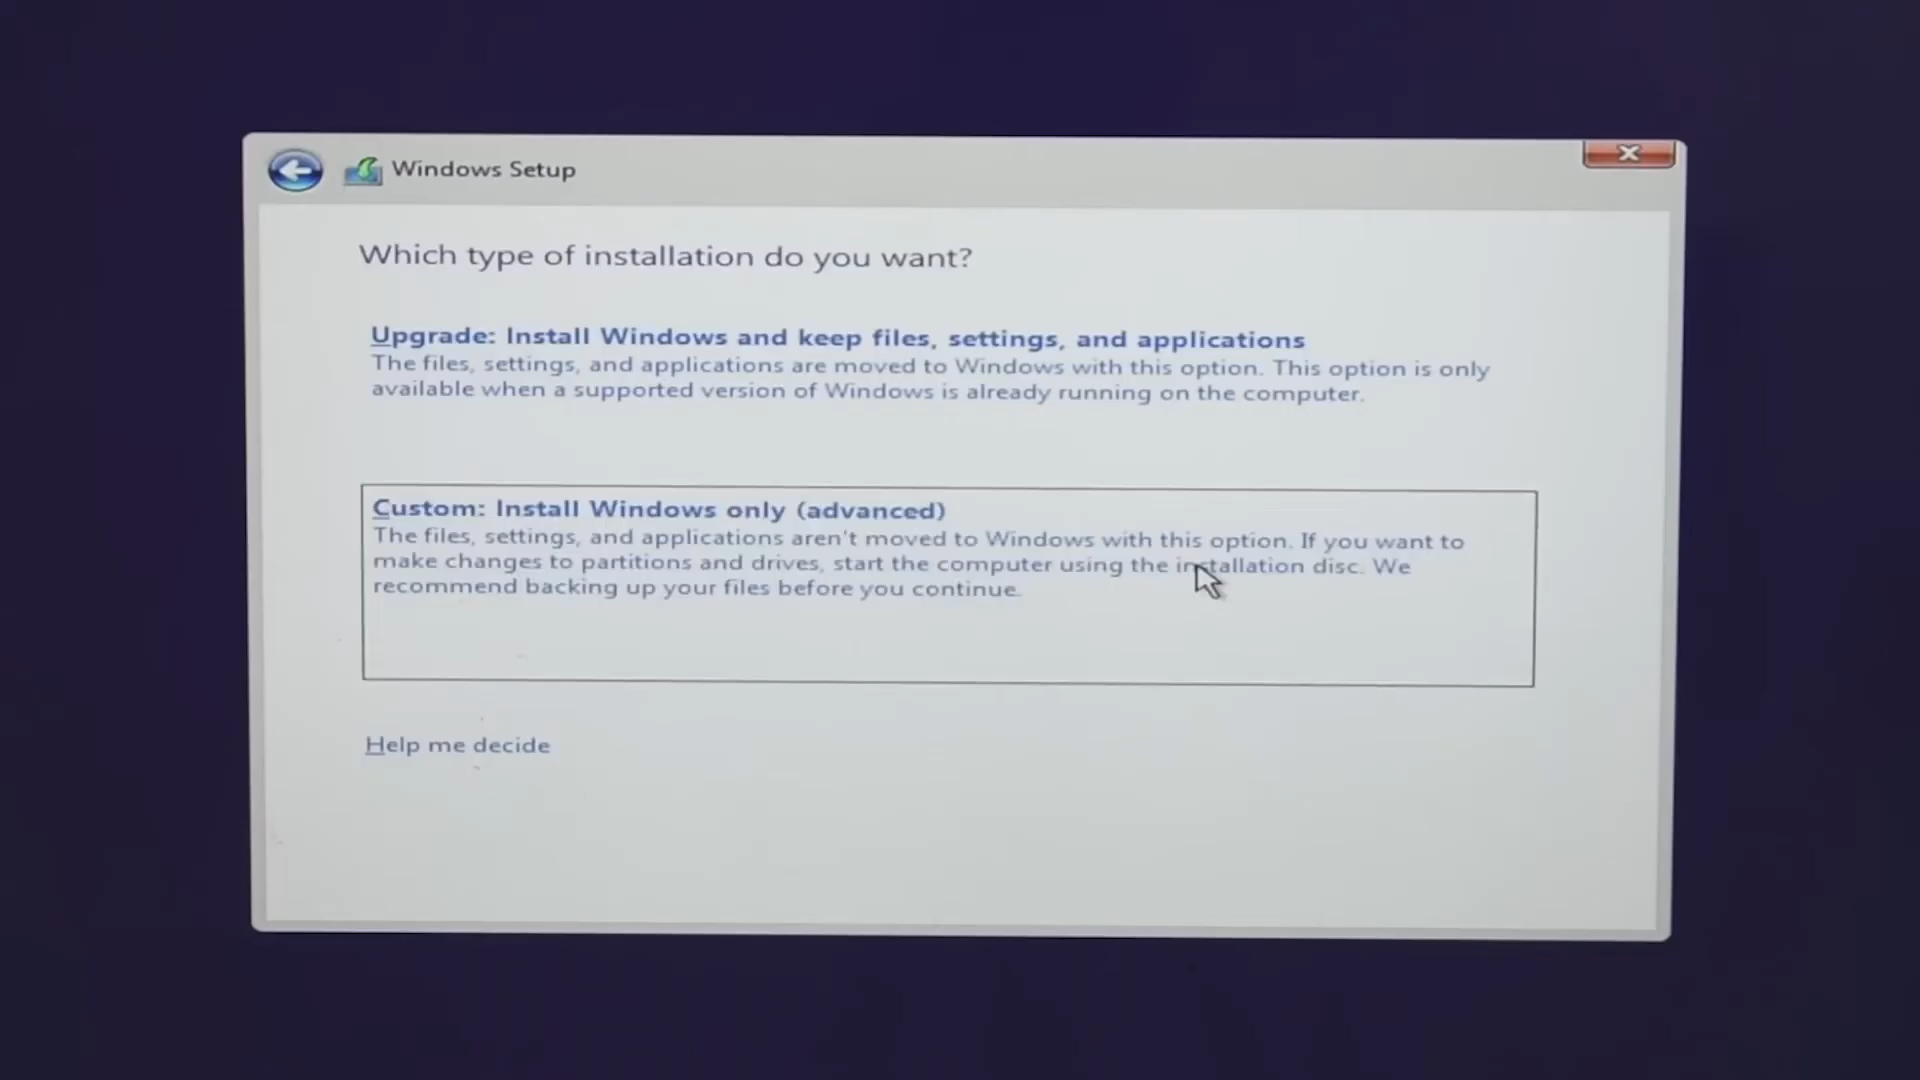 Windows Setup
Which type of installation do you want?
Upgrade: Install Windows and keep files, settings, and applications
The files, settings, and applications are moved to Windows with this option. This option is only
available when a supported version of Windows is already running on the computer.
Custom: Install Windows only (advanced)
The files, settings, and applications aren't moved to Windows with this option. If you want to
make changes to partitions and drives, start the computer using the installation disc. We
recommend backing up your files before you continue.
Help me decide